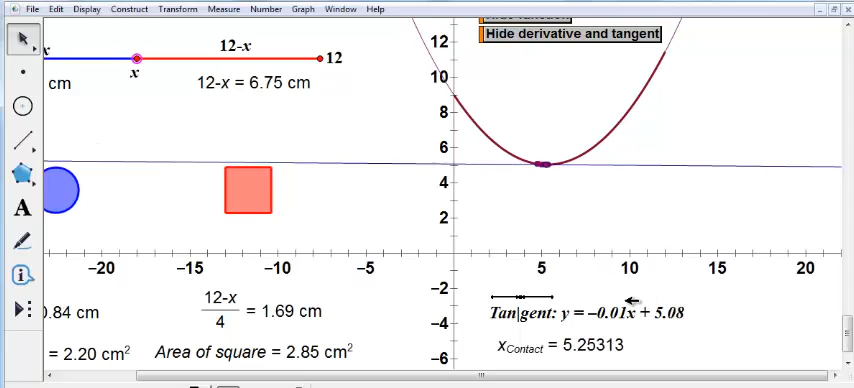 File Edit Display Construct Transform Measure Number Graph Window Help
Hide function
Hide derivative and tangent
x 12-x 12
x
cm 12-x = 6.75 cm
12
10
8
6
4
2
−20 −15 −10 −5 5 10 15 20
−2
−4
−6
A
0.84 cm
12-x
4
= 1.69 cm
= 2.20 cm²
Area of square = 2.85 cm²
Tangent: y = −0.01x + 5.08
xContact = 5.25313